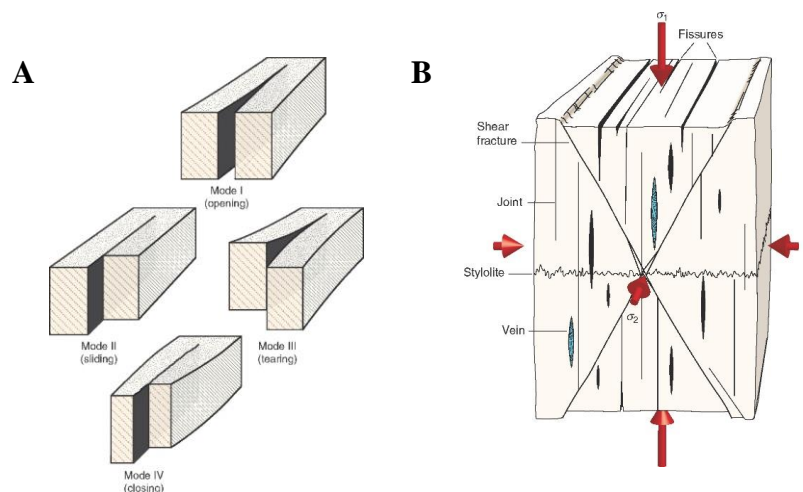 A
Mode I
(opening)
Mode II
(sliding)
Mode III
(tearing)
Mode IV
(closing)
B
σ1
Fissures
Shear
fracture
Joint
Stylolite
σ2
Vein